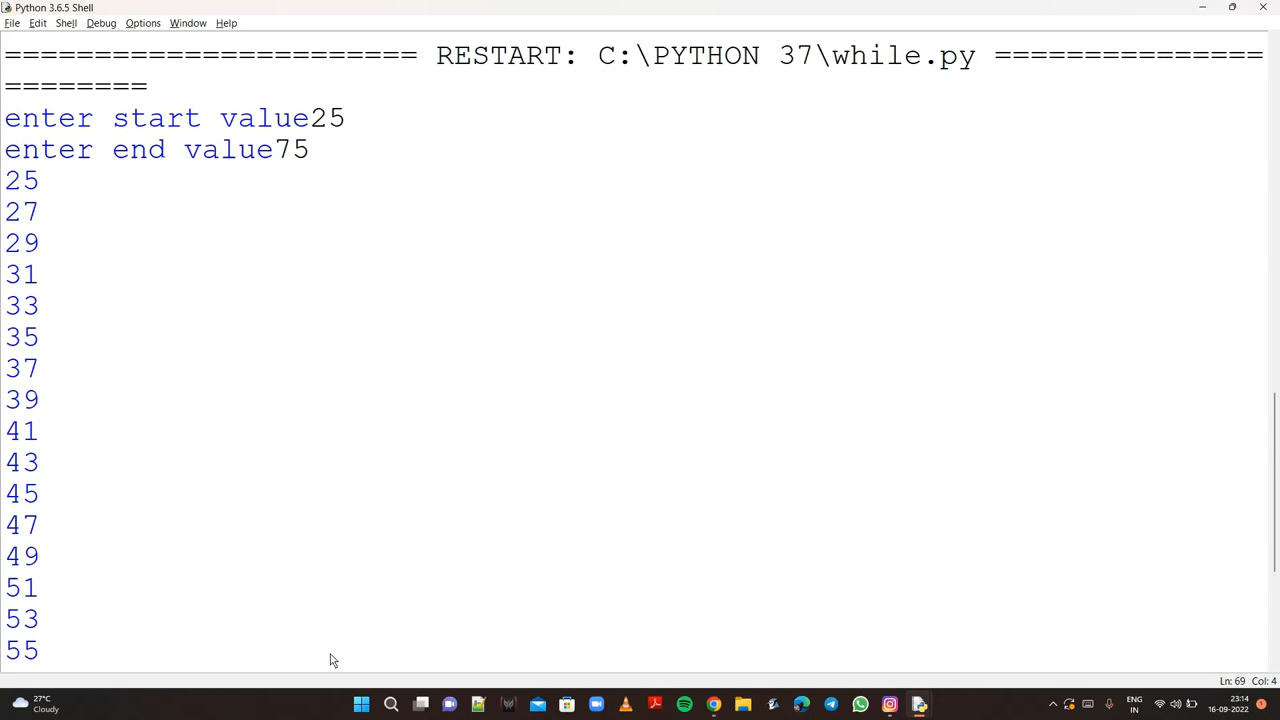 Python 3.6.5 Shell
File Edit Shell Debug Options Window Help
======================= RESTART: C:\PYTHON 37\while.py ===============
========
enter start value25
enter end value75
25
27
29
31
33
35
37
39
41
43
45
47
49
51
53
55
Ln: 69 Col: 4
27°C
Cloudy
ENG
IN
23:14
16-09-2022